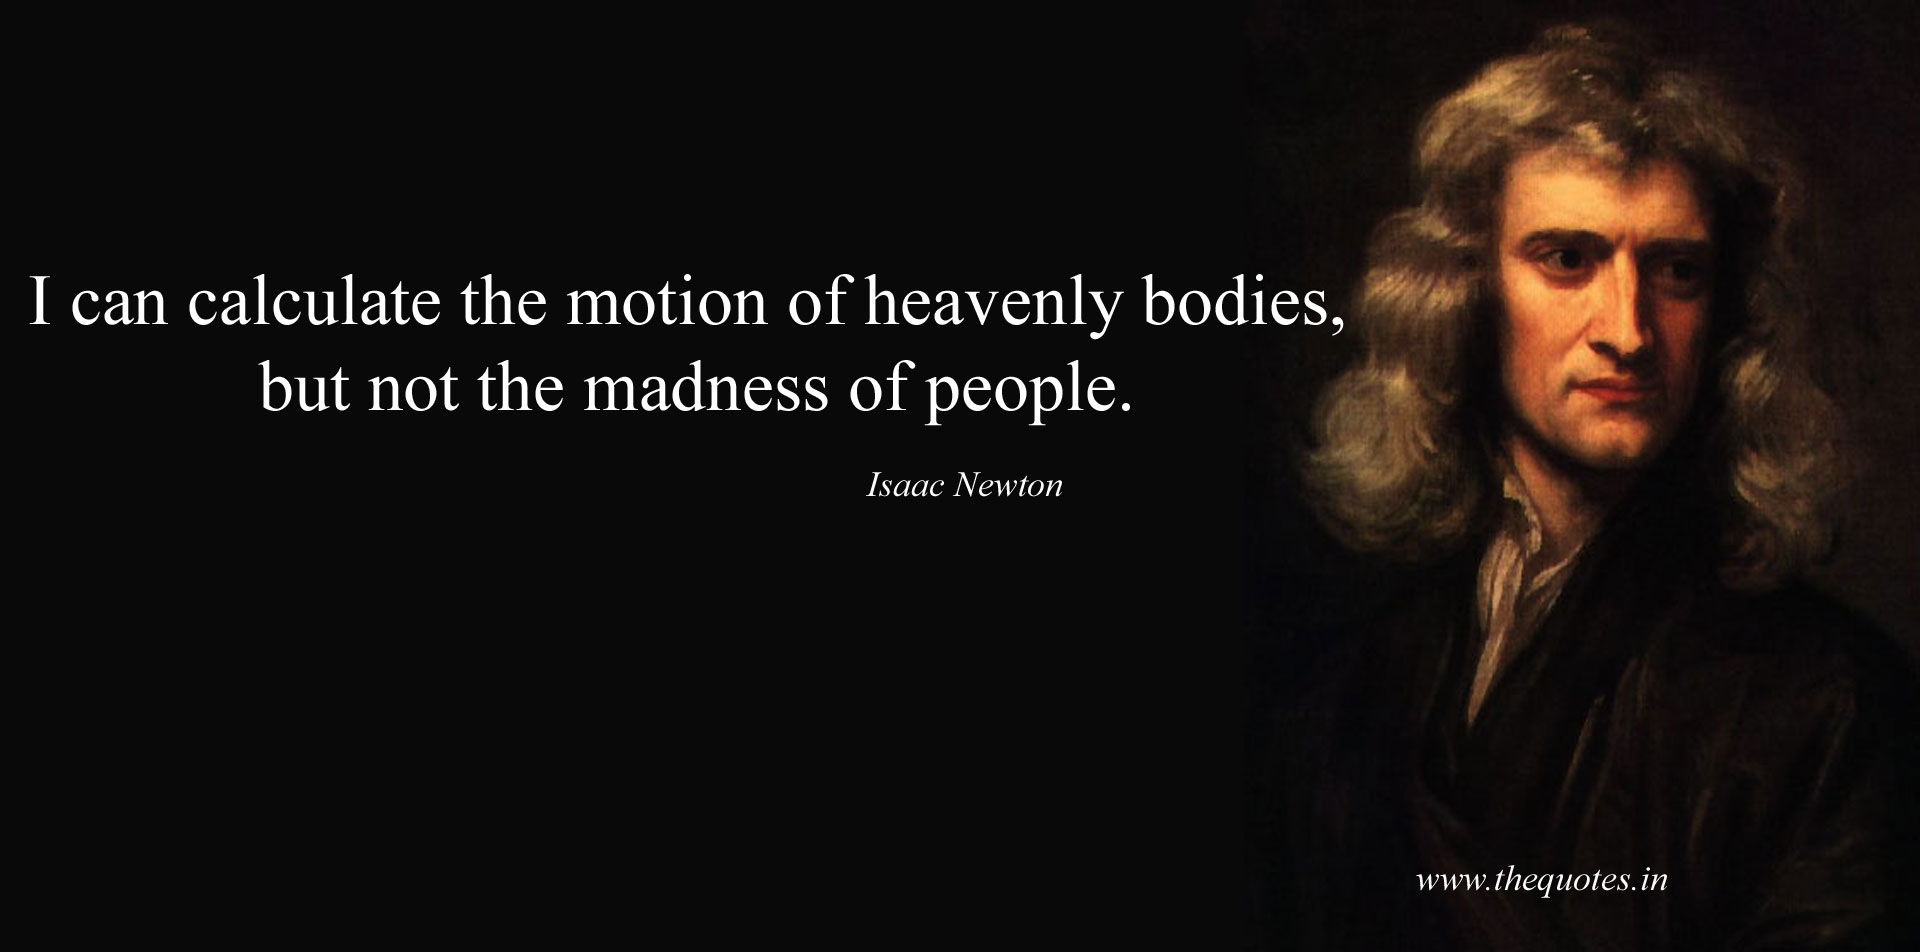 I can calculate the motion of heavenly bodies,
but not the madness of people.
Isaac Newton
www.thequotes.in